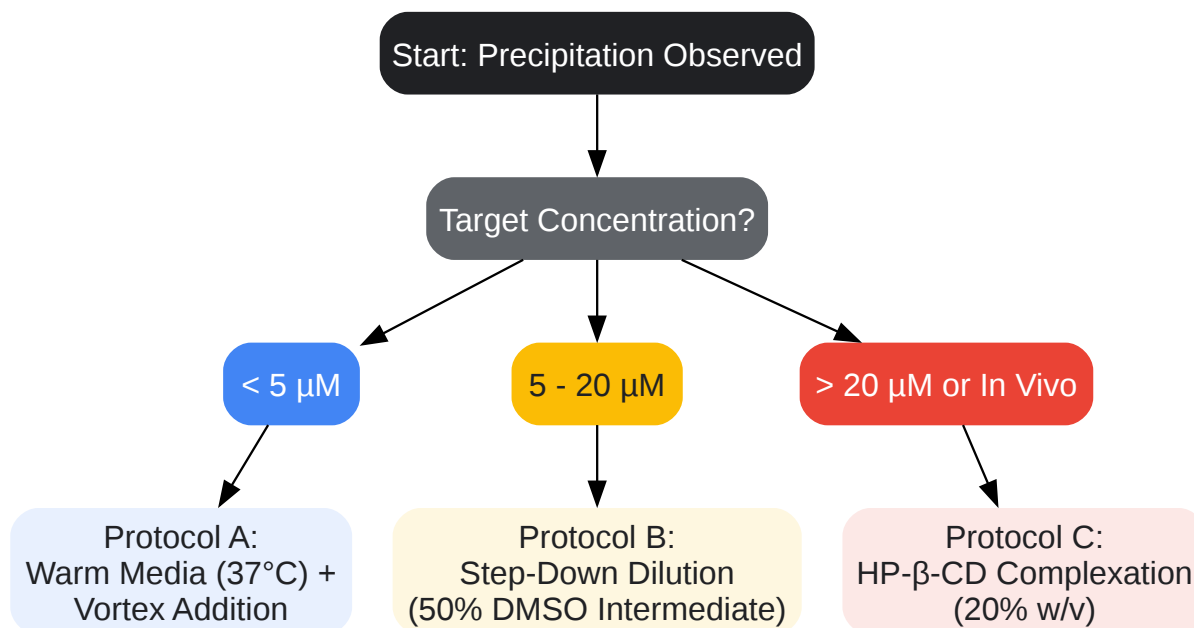 Start: Precipitation Observed
Target Concentration?
< 5 µM
5 - 20 µM
> 20 µM or In Vivo
Protocol A:
Warm Media (37°C) +
Vortex Addition
Protocol B:
Step-Down Dilution
(50% DMSO Intermediate)
Protocol C:
HP-β-CD Complexation
(20% w/v)